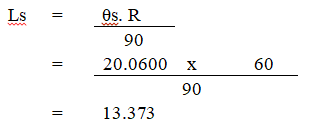 Ls = θs. R
90
= 20.0600 x 60
90
= 13.373